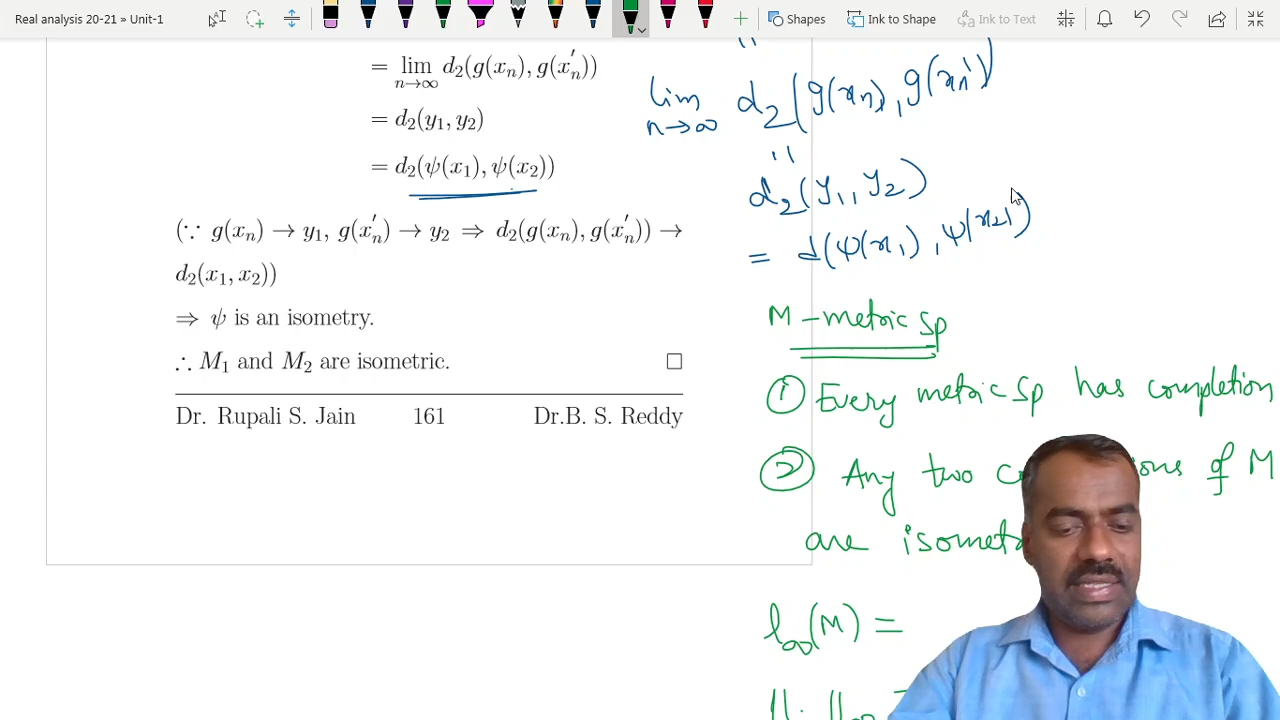 Real analysis 20-21 » Unit-1
Shapes
Ink to Shape
Ink to Text
= lim n→∞ d₂(g(xₙ), g(x′ₙ))
= d₂(y₁, y₂)
= d₂(ψ(x₁), ψ(x₂))
(∵ g(xₙ) → y₁, g(x′ₙ) → y₂ ⇒ d₂(g(xₙ), g(x′ₙ)) →
d₂(x₁, x₂))
⇒ ψ is an isometry.
∴ M₁ and M₂ are isometric. □
Dr. Rupali S. Jain 161 Dr.B. S. Reddy
lim n→∞ d₂(g(xₙ), g(xₙ′)
"
d₂(y₁, y₂)
= d(ψ(x₁), ψ(x₂))
M – metric Sp
① Every metric Sp has completion
② Any two of M
are
l∞(M) =